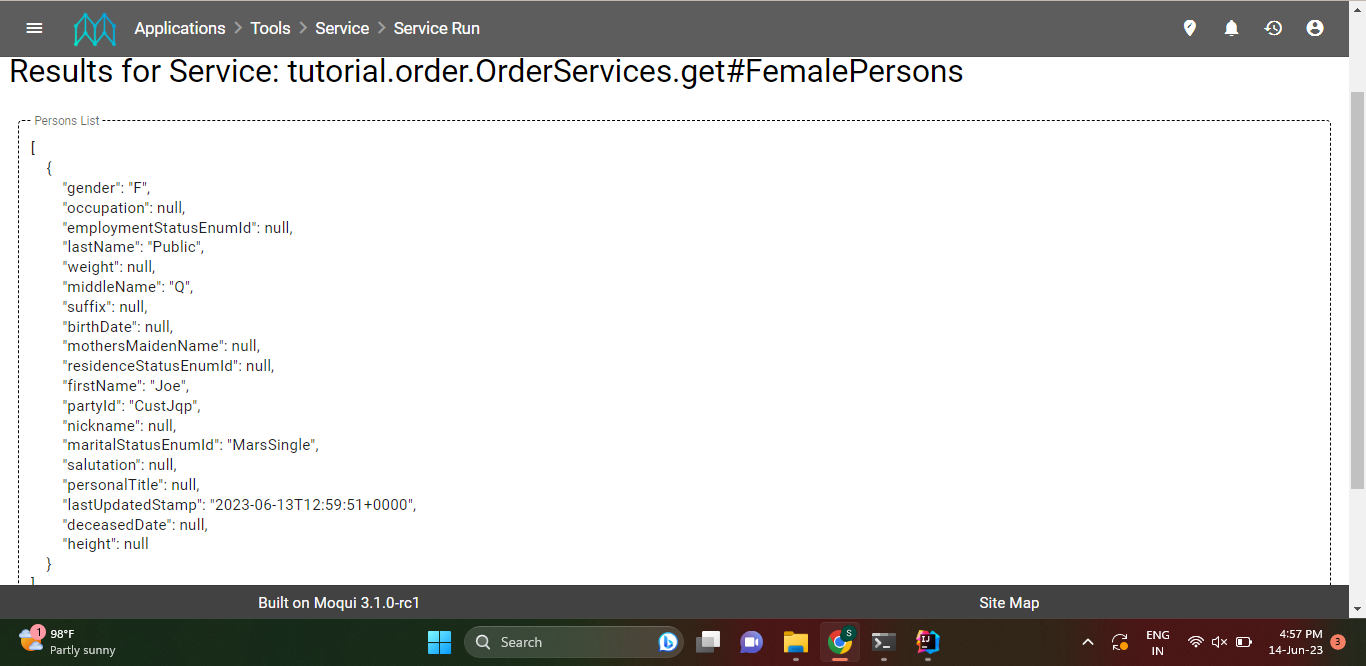 Applications > Tools > Service > Service Run
Results for Service: tutorial.order.OrderServices.get#FemalePersons
Persons List
[
{
"gender": "F",
"occupation": null,
"employmentStatusEnumId": null,
"lastName": "Public",
"weight": null,
"middleName": "Q",
"suffix": null,
"birthDate": null,
"mothersMaidenName": null,
"residenceStatusEnumId": null,
"firstName": "Joe",
"partyId": "CustJqp",
"nickname": null,
"maritalStatusEnumId": "MarsSingle",
"salutation": null,
"personalTitle": null,
"lastUpdatedStamp": "2023-06-13T12:59:51+0000",
"deceasedDate": null,
"height": null
}
]
Built on Moqui 3.1.0-rc1
Site Map
1
98°F
Partly sunny
Search
S
ENG
IN
4:57 PM
14-Jun-23
3